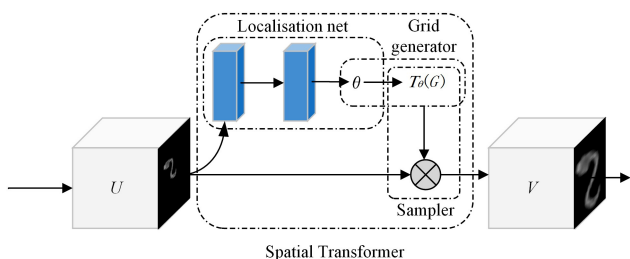 Localisation net
Grid
generator
θ
Tθ(G)
U
V
Sampler
Spatial Transformer